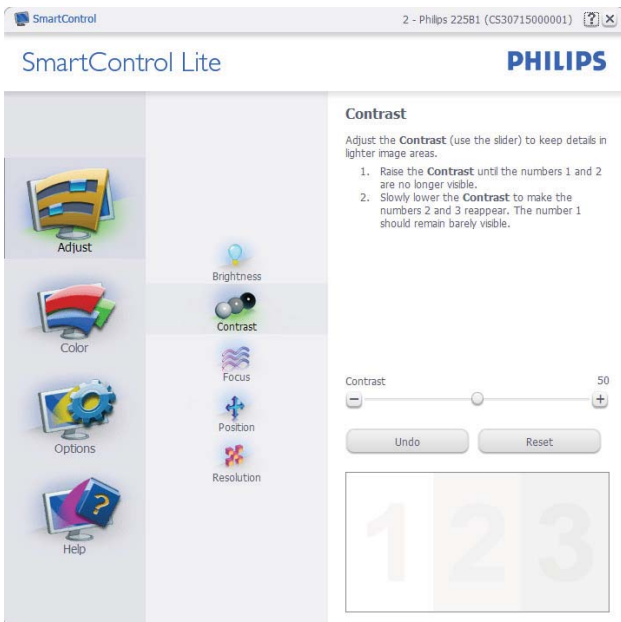 SmartControl
2 - Philips 225B1 (CS30715000001)
?
SmartControl Lite
PHILIPS
Adjust
Color
Options
Help
Brightness
Contrast
Focus
Position
Resolution
Contrast
Adjust the Contrast (use the slider) to keep details in
lighter image areas.
1. Raise the Contrast until the numbers 1 and 2
are no longer visible.
2. Slowly lower the Contrast to make the
numbers 2 and 3 reappear. The number 1
should remain barely visible.
Contrast 50
Undo Reset
1 2 3